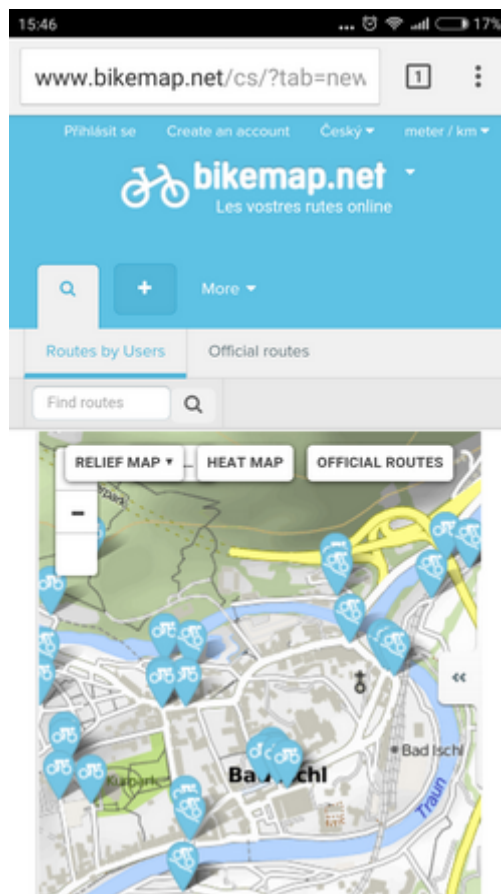 15:46 ... 17%
www.bikemap.net/cs/?tab=new 1
Přihlásit se Create an account Český meter / km
bikemap.net
Les vostres rutes online
+ More
Routes by Users Official routes
Find routes
RELIEF MAP HEAT MAP OFFICIAL ROUTES
Bad Ischl
Kurpark
Traun